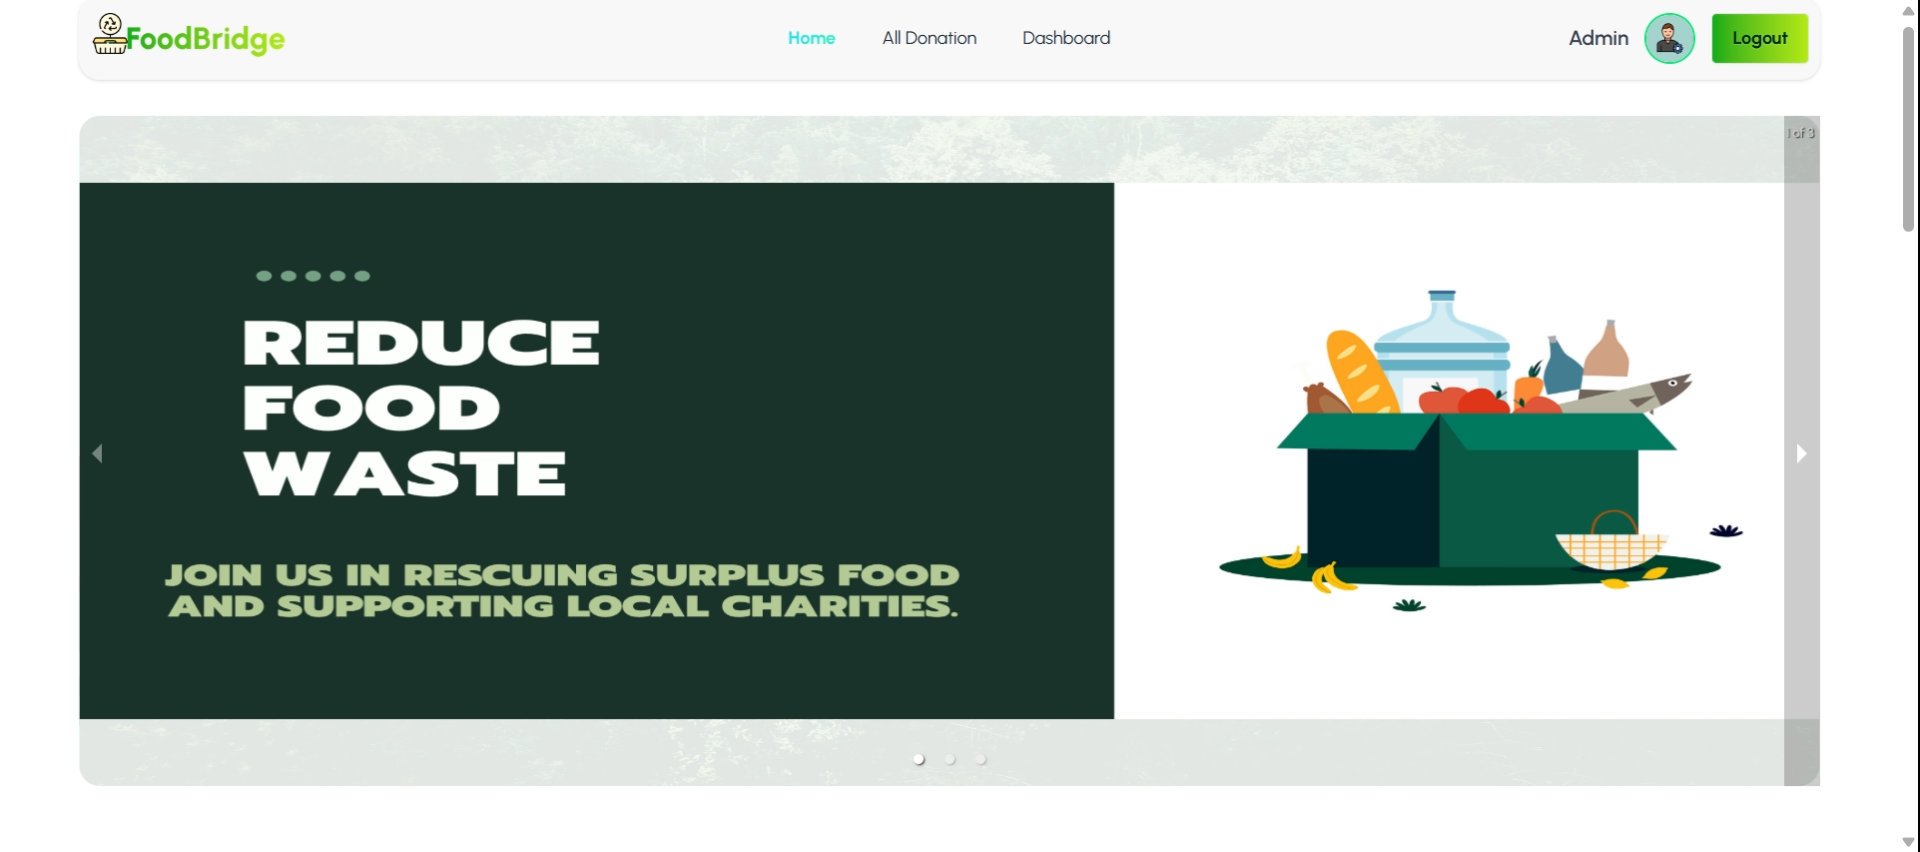 FoodBridge
Home
All Donation
Dashboard
Admin
Logout
1 of 3
REDUCE
FOOD
WASTE
JOIN US IN RESCUING SURPLUS FOOD
AND SUPPORTING LOCAL CHARITIES.